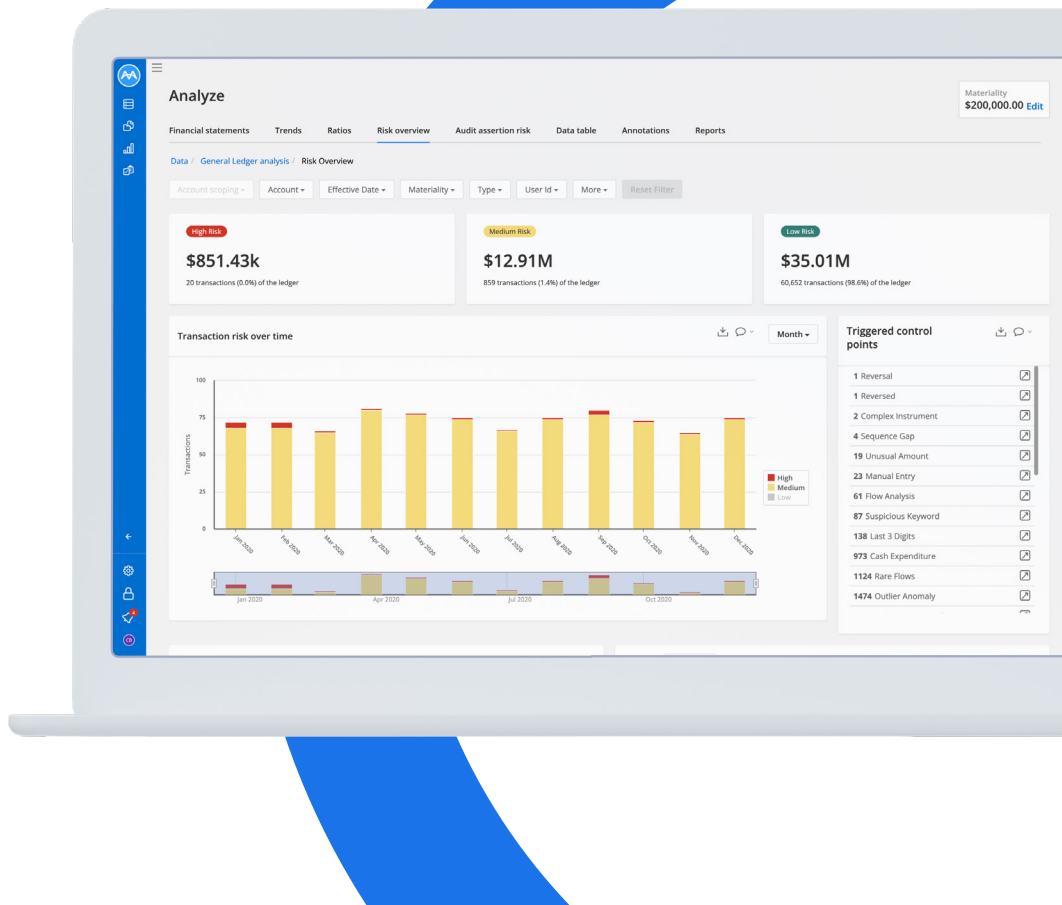 Analyze
Materiality
$200,000.00 Edit
Financial statements Trends Ratios Risk overview Audit assertion risk Data table Annotations Reports
Data / General Ledger analysis / Risk Overview
Account scoping Account Effective Date Materiality Type User Id More Reset Filter
High Risk
$851.43k
20 transactions (0.0%) of the ledger
Medium Risk
$12.91M
859 transactions (1.4%) of the ledger
Low Risk
$35.01M
60,652 transactions (98.6%) of the ledger
Transaction risk over time
Month
100
75
50
25
0
Transactions
Jan 2020 Feb 2020 Mar 2020 Apr 2020 May 2020 Jun 2020 Jul 2020 Aug 2020 Sep 2020 Oct 2020 Nov 2020 Dec 2020
High
Medium
Low
Jan 2020 Apr 2020 Jul 2020 Oct 2020
Triggered control
points
1 Reversal
1 Reversed
2 Complex Instrument
4 Sequence Gap
19 Unusual Amount
23 Manual Entry
61 Flow Analysis
87 Suspicious Keyword
138 Last 3 Digits
973 Cash Expenditure
1124 Rare Flows
1474 Outlier Anomaly
4
CB